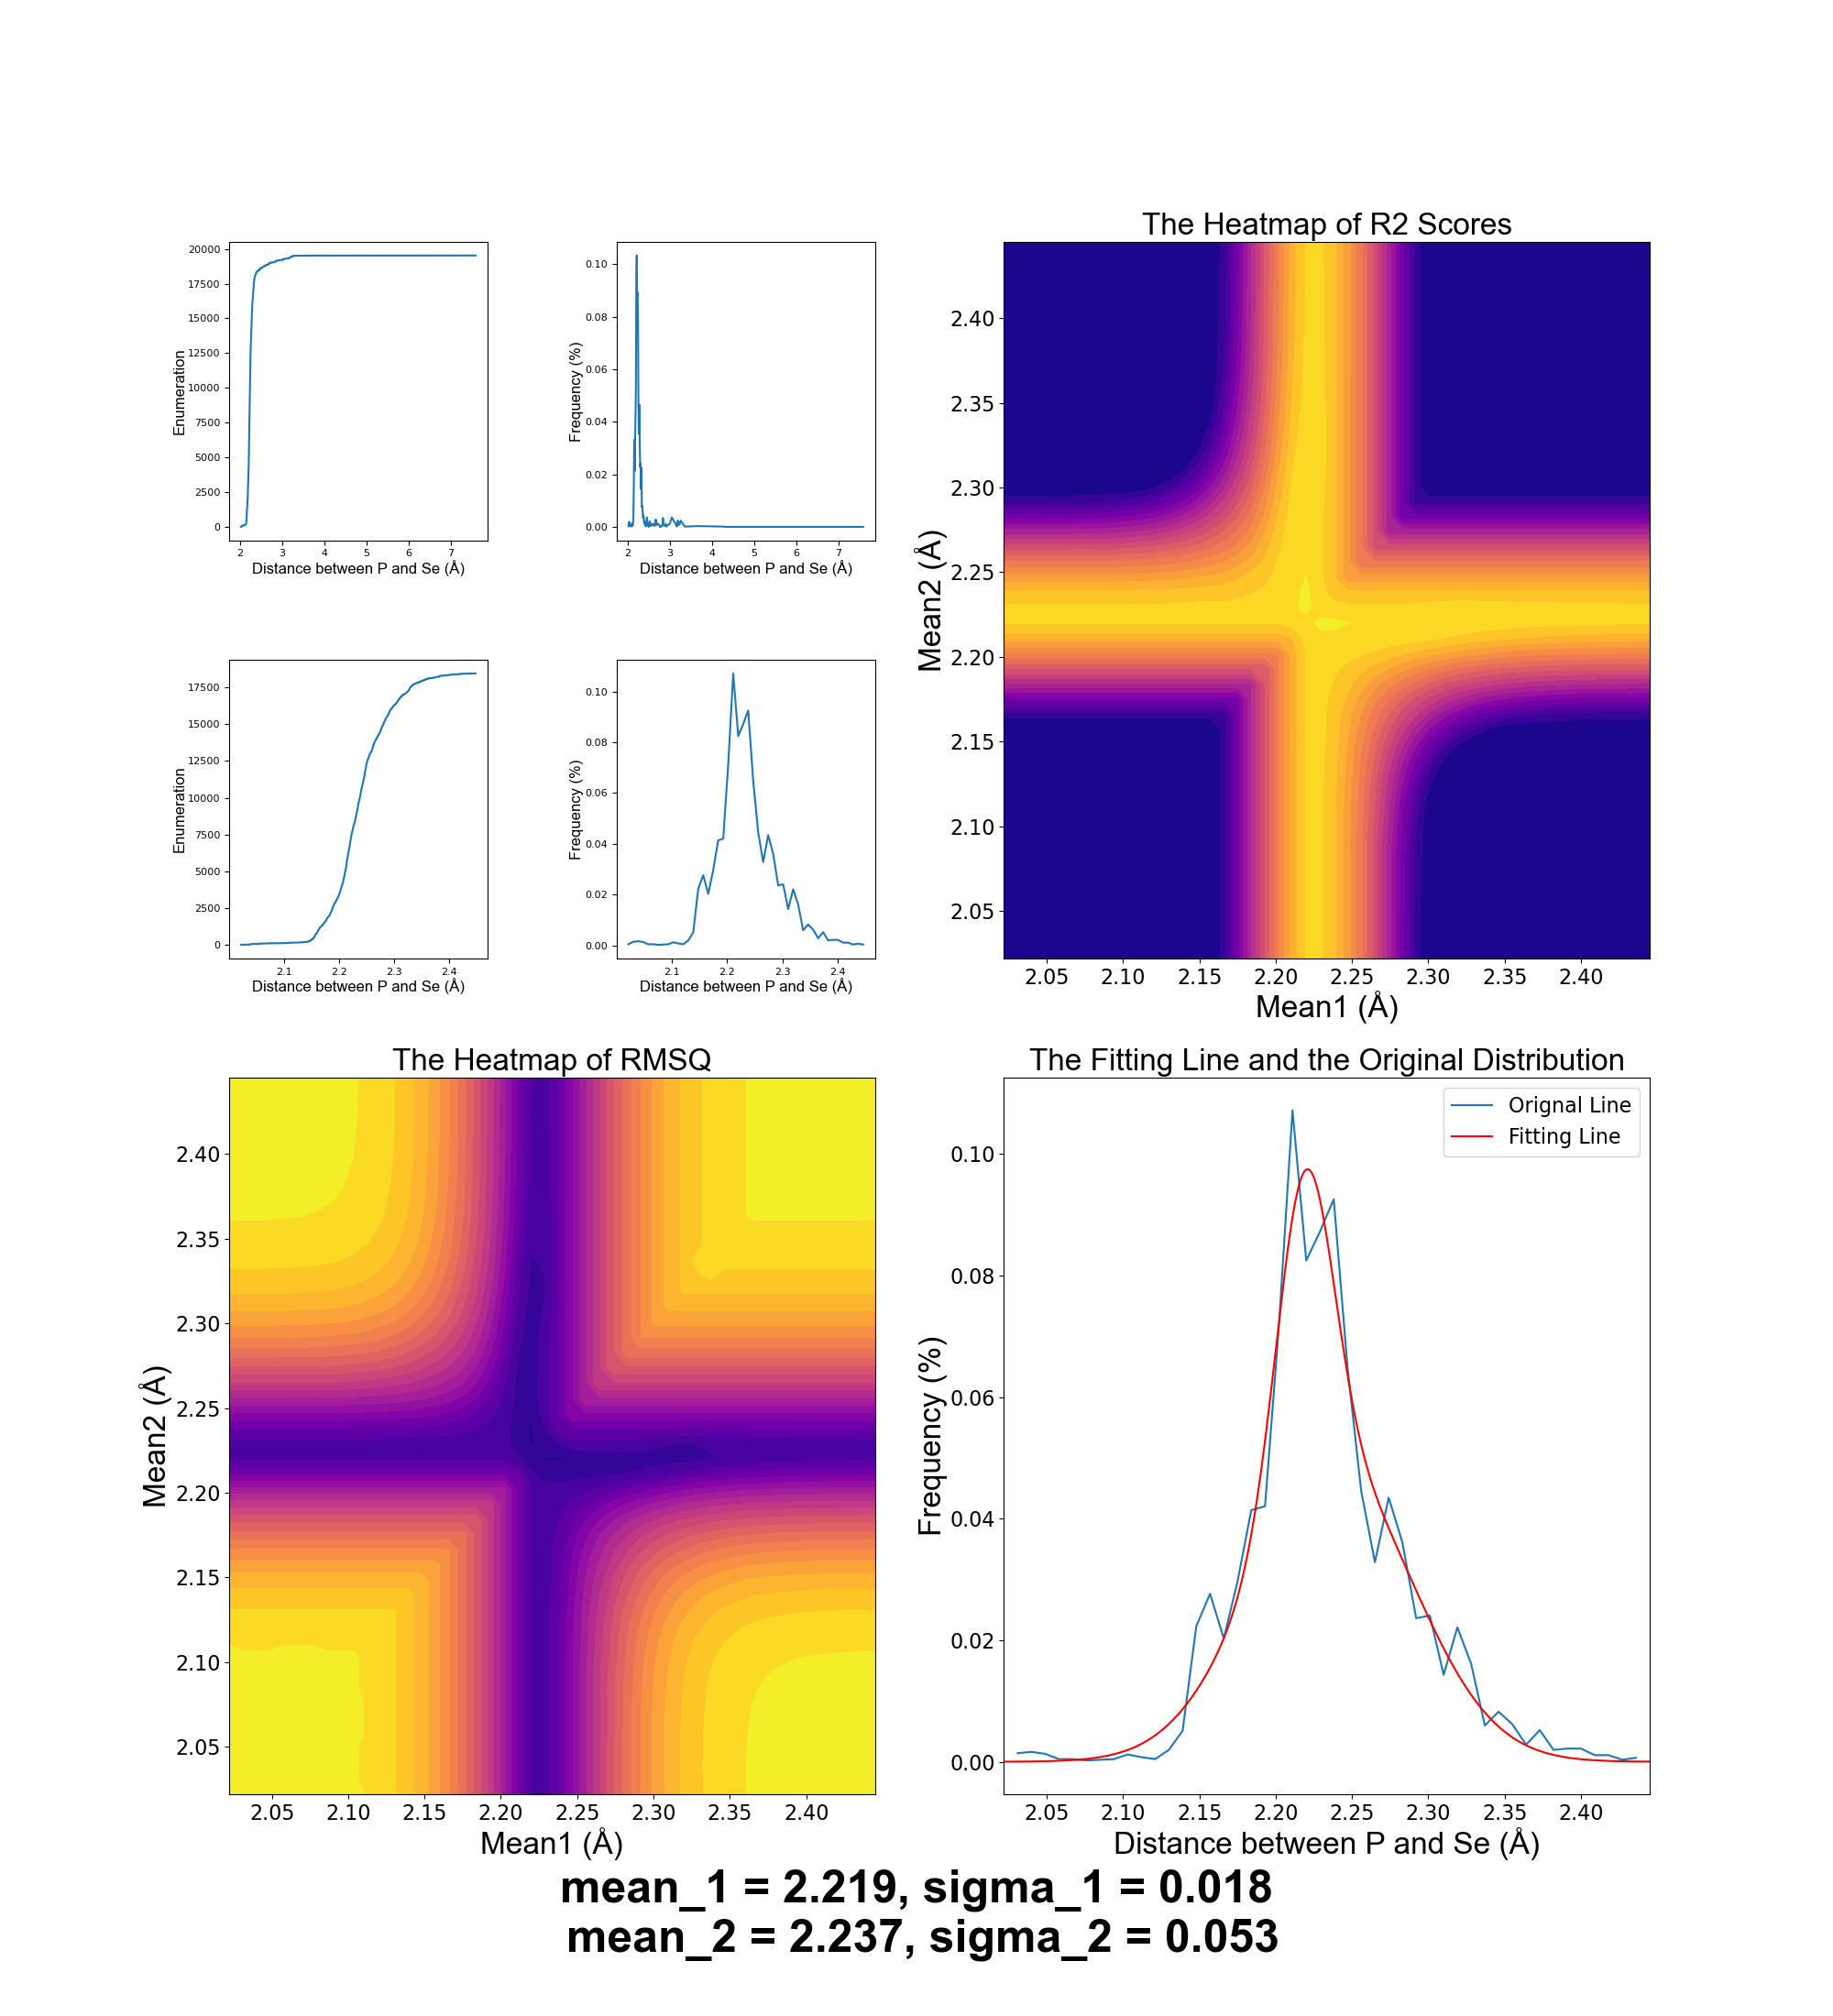 The Heatmap of R2 Scores
20000
17500
15000
12500
10000
7500
5000
2500
0
Enumeration
2 3 4 5 6 7
Distance between P and Se (Å)
0.10
0.08
0.06
0.04
0.02
0.00
Frequency (%)
2 3 4 5 6 7
Distance between P and Se (Å)
2.40
2.35
2.30
2.25
2.20
2.15
2.10
2.05
Mean2 (Å)
2.05 2.10 2.15 2.20 2.25 2.30 2.35 2.40
Mean1 (Å)
17500
15000
12500
10000
7500
5000
2500
0
Enumeration
2.1 2.2 2.3 2.4
Distance between P and Se (Å)
0.10
0.08
0.06
0.04
0.02
0.00
Frequency (%)
2.1 2.2 2.3 2.4
Distance between P and Se (Å)
The Heatmap of RMSQ
2.40
2.35
2.30
2.25
2.20
2.15
2.10
2.05
Mean2 (Å)
2.05 2.10 2.15 2.20 2.25 2.30 2.35 2.40
Mean1 (Å)
The Fitting Line and the Original Distribution
Orignal Line
Fitting Line
0.10
0.08
0.06
0.04
0.02
0.00
Frequency (%)
2.05 2.10 2.15 2.20 2.25 2.30 2.35 2.40
Distance between P and Se (Å)
mean_1 = 2.219, sigma_1 = 0.018
mean_2 = 2.237, sigma_2 = 0.053